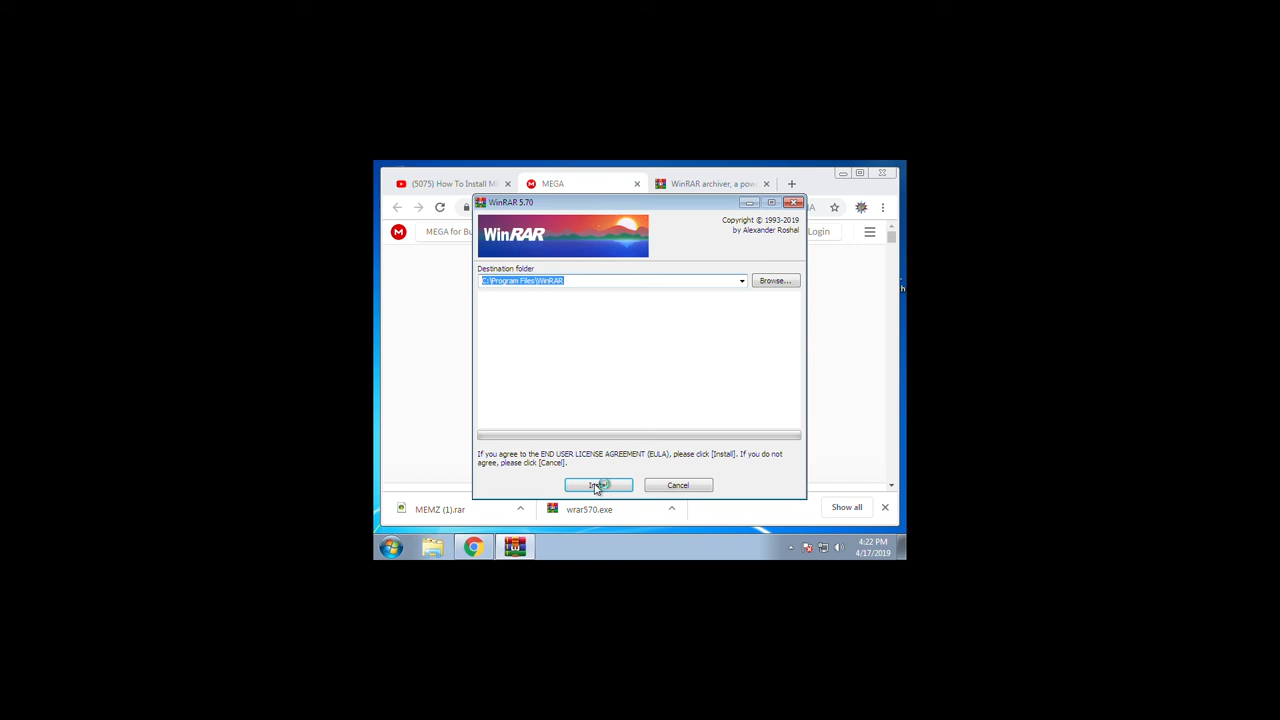 (5075) How To Install M
MEGA
WinRAR archiver, a pow
MEGA for Bu
Login
WinRAR 5.70
WinRAR
Copyright © 1993-2019
by Alexander Roshal
Destination folder
C:\Program Files\WinRAR
Browse...
If you agree to the END USER LICENSE AGREEMENT (EULA), please click [Install]. If you do not
agree, please click [Cancel].
Install
Cancel
MEMZ (1).rar
wrar570.exe
Show all
4:22 PM
4/17/2019